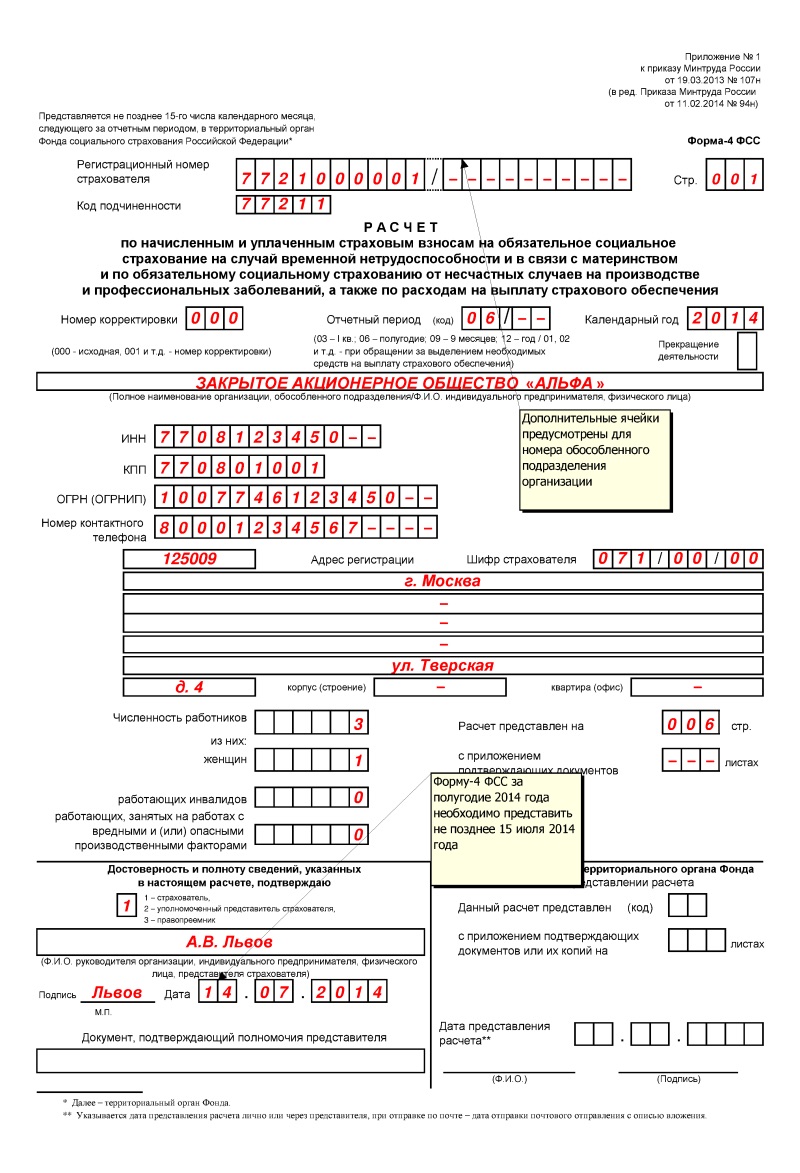 Приложение № 1
к приказу Минтруда России
от 19.03.2013 № 107н
(в ред. Приказа Минтруда России
от 11.02.2014 № 94н)
Представляется не позднее 15-го числа календарного месяца,
следующего за отчетным периодом, в территориальный орган
Фонда социального страхования Российской Федерации*
Форма-4 ФСС
Регистрационный номер
страхователя 7721000001/–––––––––– Стр. 001
Код подчиненности 77211
РАСЧЕТ
по начисленным и уплаченным страховым взносам на обязательное социальное
страхование на случай временной нетрудоспособности и в связи с материнством
и по обязательному социальному страхованию от несчастных случаев на производстве
и профессиональных заболеваний, а также по расходам на выплату страхового обеспечения
Номер корректировки 000 Отчетный период (код) 06/–– Календарный год 2014
(000 - исходная, 001 и т.д. - номер корректировки)
(03 – I кв.; 06 – полугодие; 09 – 9 месяцев; 12 – год / 01, 02
и т.д. - при обращении за выделением необходимых
средств на выплату страхового обеспечения)
Прекращение
деятельности
ЗАКРЫТОЕ АКЦИОНЕРНОЕ ОБЩЕСТВО «АЛЬФА»
(Полное наименование организации, обособленного подразделения/Ф.И.О. индивидуального предпринимателя, физического лица)
Дополнительные ячейки
предусмотрены для
номера обособленного
подразделения
организации
ИНН 7708123450––
КПП 770801001
ОГРН (ОГРНИП) 1007746123450––
Номер контактного
телефона 80001234567––––
125009 Адрес регистрации Шифр страхователя 071/00/00
г. Москва
–
–
–
ул. Тверская
д. 4 корпус (строение) – квартира (офис) –
Численность работников 3
из них:
женщин 1
работающих инвалидов 0
работающих, занятых на работах с
вредными и (или) опасными
производственными факторами 0
Расчет представлен на 006 стр.
с приложением
подтверждающих документов ––– листах
Форму-4 ФСС за
полугодие 2014 года
необходимо представить
не позднее 15 июля 2014
года
Достоверность и полноту сведений, указанных
в настоящем расчете, подтверждаю
1
1 – страхователь,
2 – уполномоченный представитель страхователя,
3 – правопреемник
А.В. Львов
(Ф.И.О. руководителя организации, индивидуального предпринимателя, физического
лица, представителя страхователя)
Подпись Львов Дата 14.07.2014
М.П.
Документ, подтверждающий полномочия представителя
территориального органа Фонда
расчета
Данный расчет представлен (код)
с приложением подтверждающих
документов или их копий на листах
Дата представления
расчета** . .
(Ф.И.О.) (Подпись)
* Далее – территориальный орган Фонда.
** Указывается дата представления расчета лично или через представителя, при отправке по почте – дата отправки почтового отправления с описью вложения.